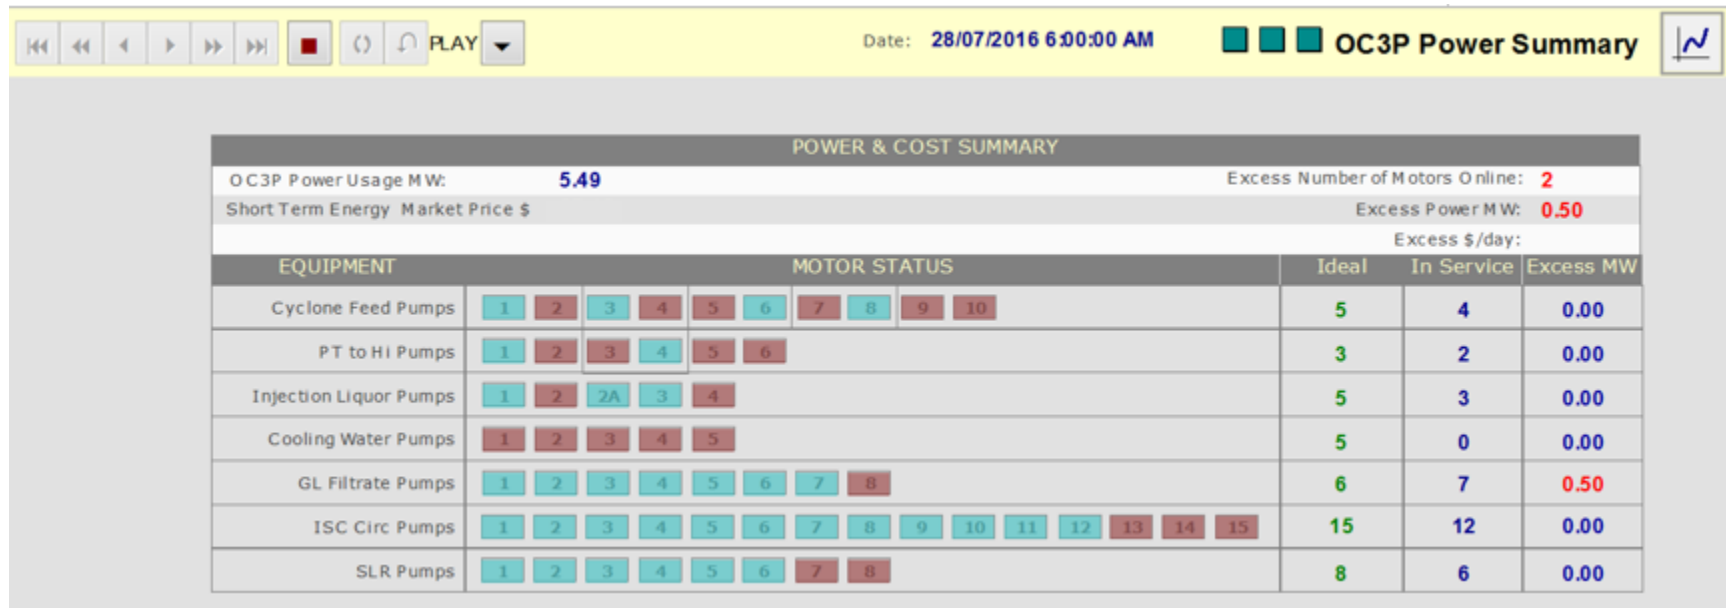 PLAY Date: 28/07/2016 6:00:00 AM OC3P Power Summary
POWER & COST SUMMARY
OC3P Power Usage MW: 5.49 Excess Number of Motors Online: 2
Short Term Energy Market Price $ Excess Power MW: 0.50
Excess $/day:
EQUIPMENT MOTOR STATUS Ideal In Service Excess MW
Cyclone Feed Pumps 1 2 3 4 5 6 7 8 9 10 5 4 0.00
PT to Hi Pumps 1 2 3 4 5 6 3 2 0.00
Injection Liquor Pumps 1 2 2A 3 4 5 3 0.00
Cooling Water Pumps 1 2 3 4 5 5 0 0.00
GL Filtrate Pumps 1 2 3 4 5 6 7 8 6 7 0.50
ISC Circ Pumps 1 2 3 4 5 6 7 8 9 10 11 12 13 14 15 15 12 0.00
SLR Pumps 1 2 3 4 5 6 7 8 8 6 0.00